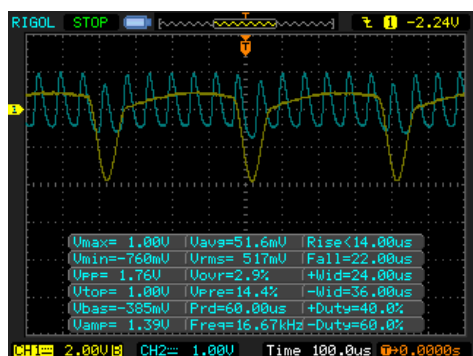 RIGOL STOP T 1 -2.24V
T
1
Vmax= 1.00V Vavg=51.6mV Rise<14.00us
Vmin=-760mV Vrms= 517mV Fall=22.00us
Vpp= 1.76V Vovr=2.9% +Wid=24.00us
Vtop= 1.00V Vpre=14.4% -Wid=36.00us
Vbas=-385mV Prd=60.00us +Duty=40.0%
Vamp= 1.39V Freq=16.67kHz -Duty=60.0%
CH1 2.00V B CH2 1.00V Time 100.0us T→0.0000s